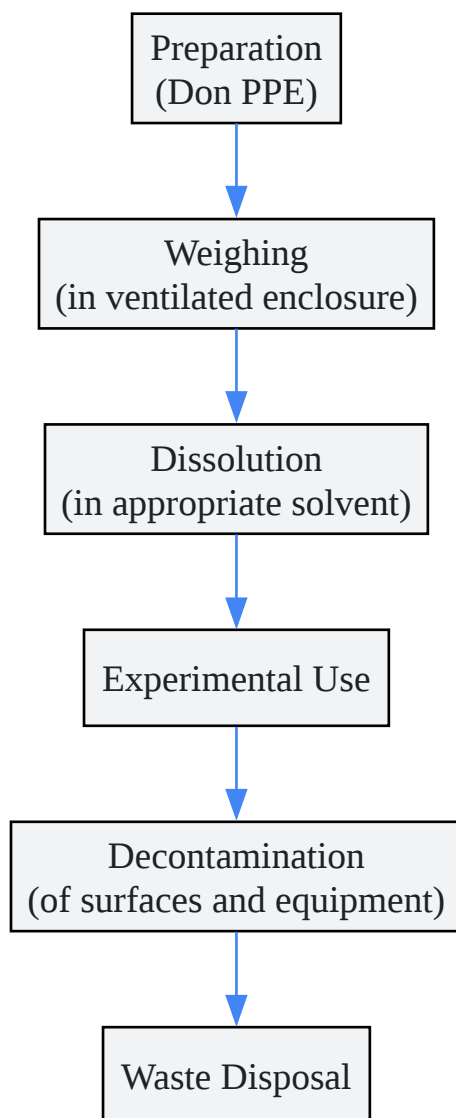 Preparation
(Don PPE)
Weighing
(in ventilated enclosure)
Dissolution
(in appropriate solvent)
Experimental Use
Decontamination
(of surfaces and equipment)
Waste Disposal